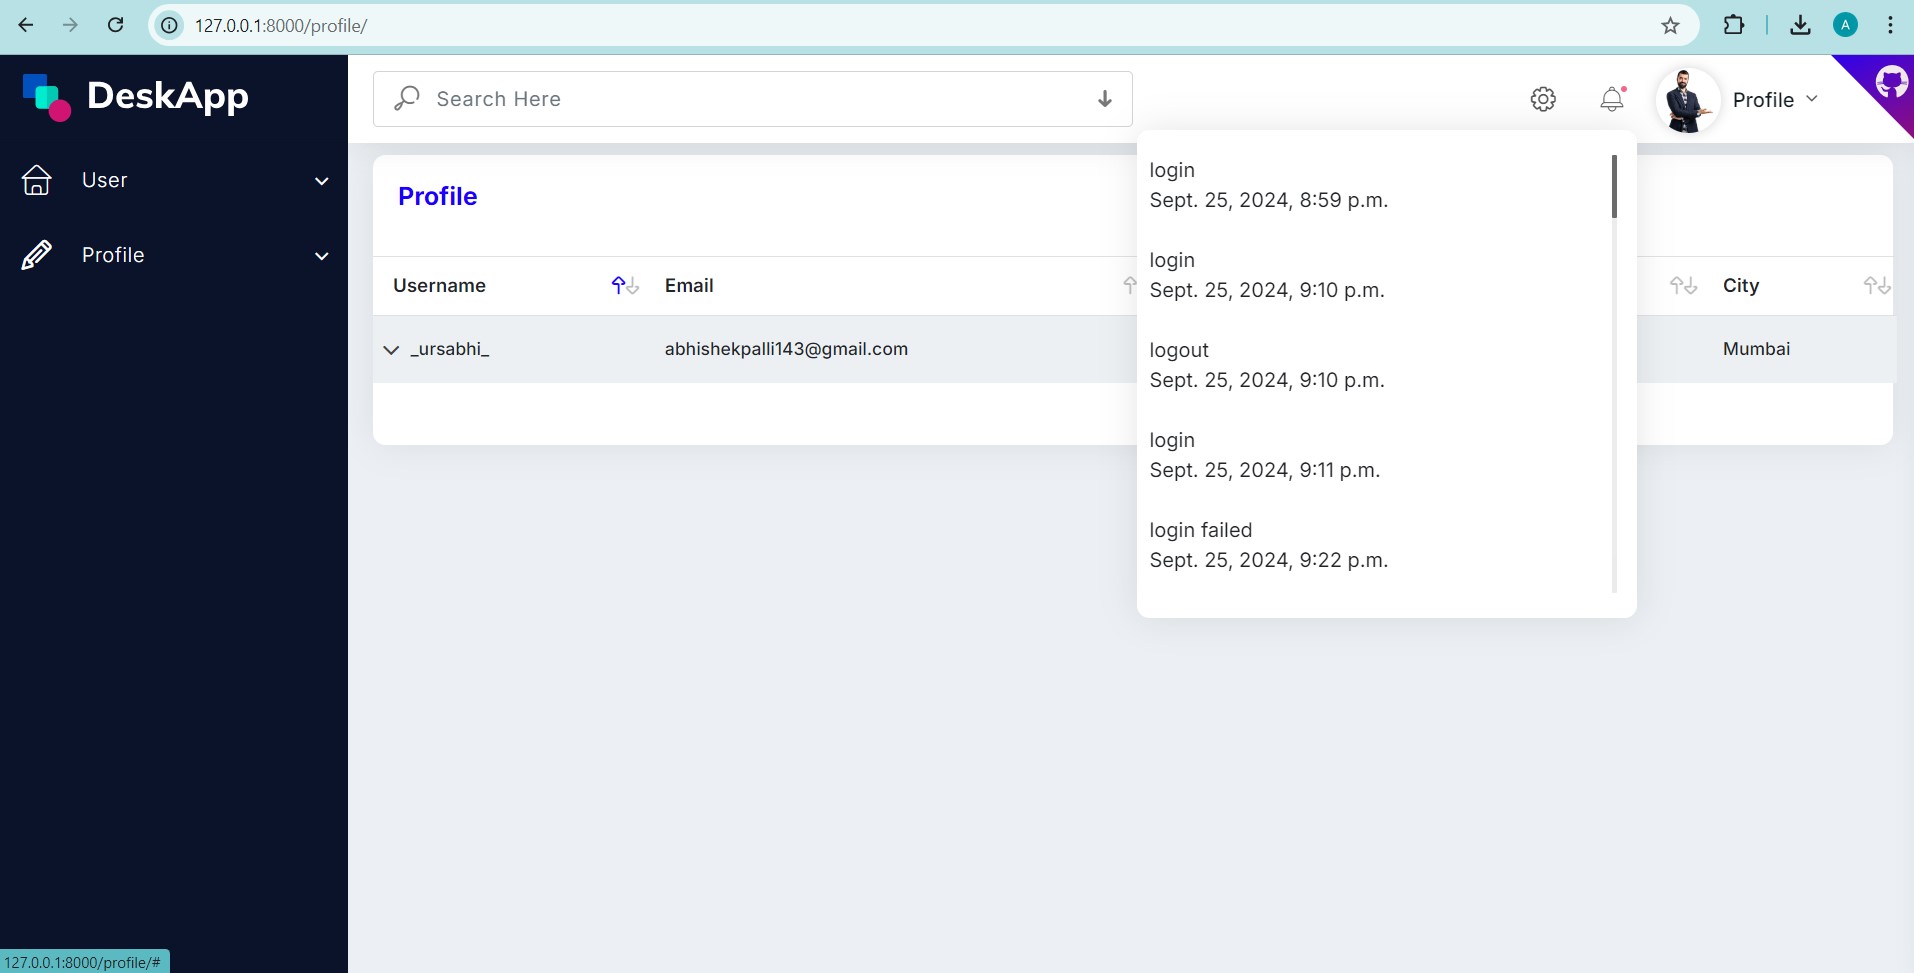 127.0.0.1:8000/profile/
A
DeskApp
Search Here
Profile
User
Profile
Profile
Username
Email
City
_ursabhi_
abhishekpalli143@gmail.com
Mumbai
login
Sept. 25, 2024, 8:59 p.m.
login
Sept. 25, 2024, 9:10 p.m.
logout
Sept. 25, 2024, 9:10 p.m.
login
Sept. 25, 2024, 9:11 p.m.
login failed
Sept. 25, 2024, 9:22 p.m.
127.0.0.1:8000/profile/#